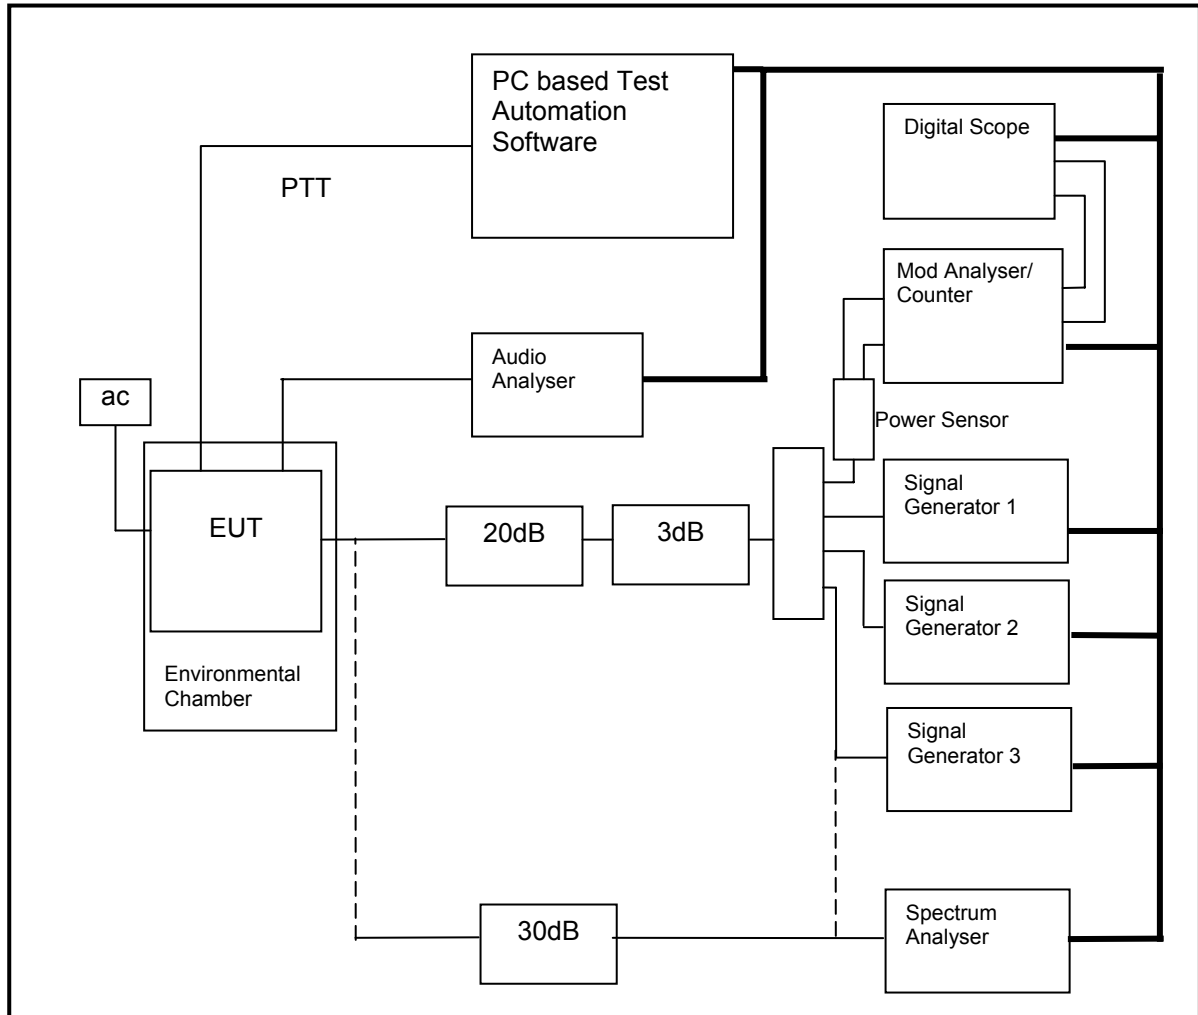 PC based Test
Automation
Software
Digital Scope
PTT
Mod Analyser/
Counter
Audio
Analyser
ac
Power Sensor
Signal
Generator 1
EUT
20dB
3dB
Signal
Generator 2
Environmental
Chamber
Signal
Generator 3
30dB
Spectrum
Analyser